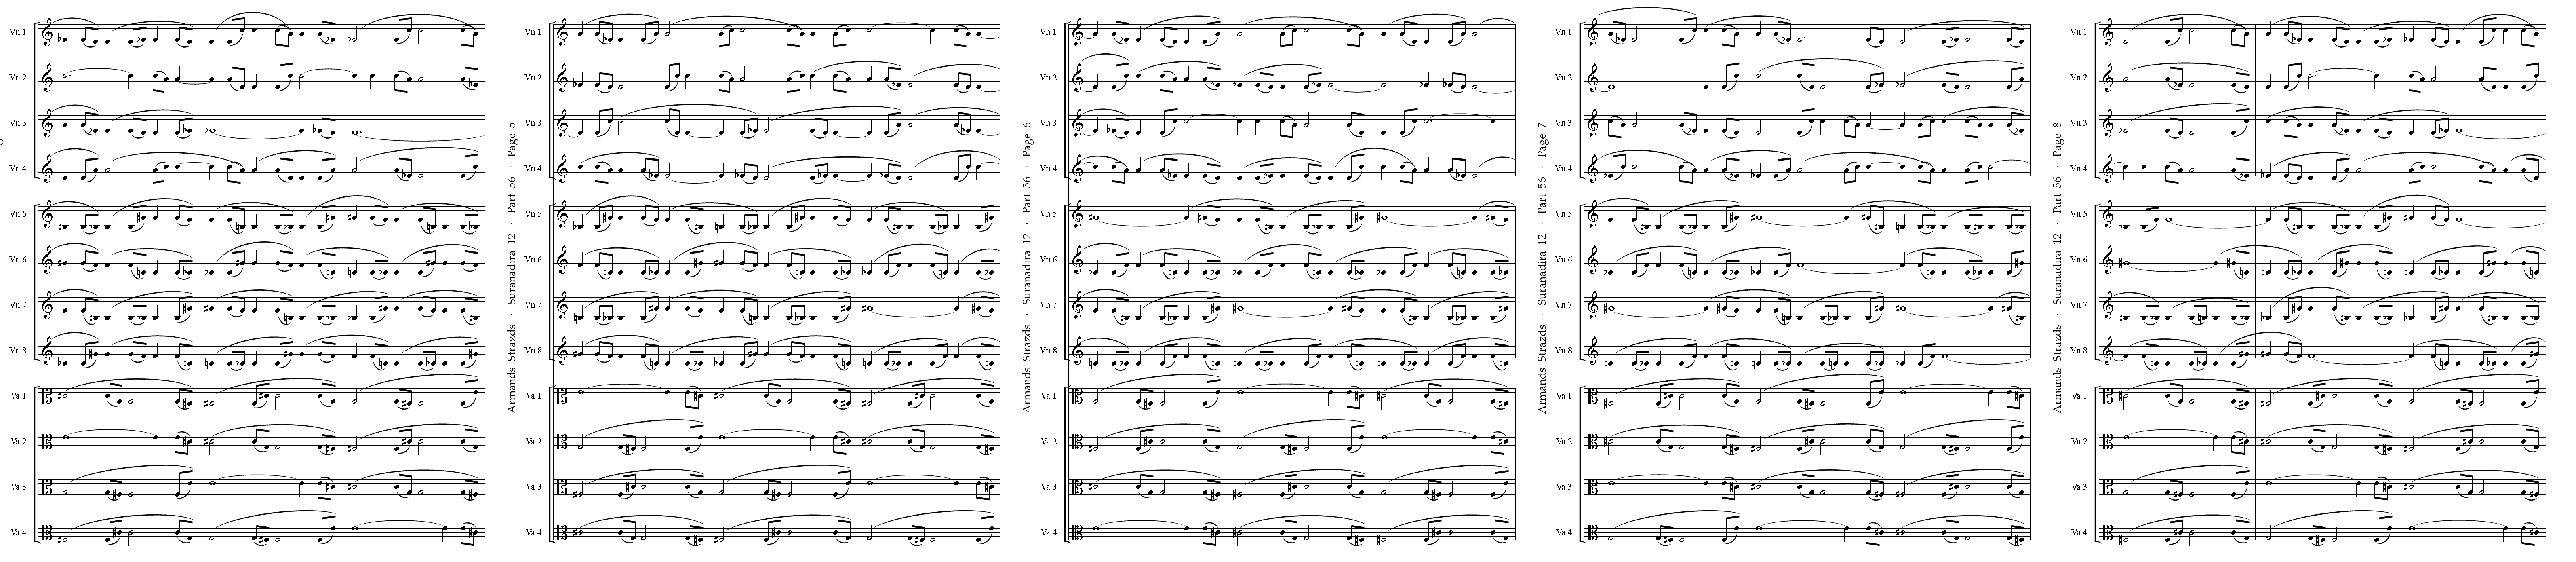 Vn 1
Vn 2
Vn 3
Vn 4
Vn 5
Vn 6
Vn 7
Vn 8
Va 1
Va 2
Va 3
Va 4
Armands Strazds · Suranadira 12 · Part 56 · Page 5
Vn 1
Vn 2
Vn 3
Vn 4
Vn 5
Vn 6
Vn 7
Vn 8
Va 1
Va 2
Va 3
Va 4
Armands Strazds · Suranadira 12 · Part 56 · Page 6
Vn 1
Vn 2
Vn 3
Vn 4
Vn 5
Vn 6
Vn 7
Vn 8
Va 1
Va 2
Va 3
Va 4
Armands Strazds · Suranadira 12 · Part 56 · Page 7
Vn 1
Vn 2
Vn 3
Vn 4
Vn 5
Vn 6
Vn 7
Vn 8
Va 1
Va 2
Va 3
Va 4
Armands Strazds · Suranadira 12 · Part 56 · Page 8
Vn 1
Vn 2
Vn 3
Vn 4
Vn 5
Vn 6
Vn 7
Vn 8
Va 1
Va 2
Va 3
Va 4